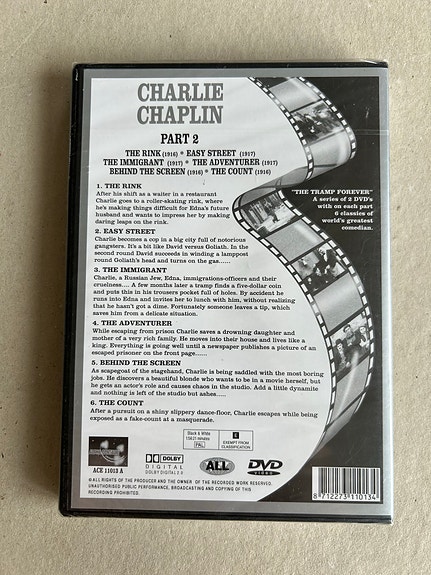 CHARLIE
CHAPLIN
PART 2
THE RINK (1916) * EASY STREET (1917)
THE IMMIGRANT (1917) * THE ADVENTURER (1917)
BEHIND THE SCREEN (1916) * THE COUNT (1916)
"THE TRAMP FOREVER"
A series of 2 DVD's
with on each part
6 classics of
world's greatest
comedian.
1. THE RINK
After his shift as a waiter in a restaurant
Charlie goes to a roller-skating rink, where
he's making things difficult for Edna's future
husband and wants to impress her by making
daring leaps on the rink.
2. EASY STREET
Charlie becomes a cop in a big city full of notorious
gangsters. It's a bit like David versus Goliath. In the
second round David succeeds in winding a lamppost
round Goliath's head and turns on the gas......
3. THE IMMIGRANT
Charlie, a Russian Jew, Edna, immigrations-officers and their
cruelness.... A few months later a tramp finds a five-dollar coin
and puts this in his trousers pocket full of holes. By accident he
runs into Edna and invites her to lunch with him, without realizing
that he hasn't got a dime. Fortunately someone leaves a tip, which
saves him from a delicate situation.
4. THE ADVENTURER
While escaping from prison Charlie saves a drowning daughter and
mother of a very rich family. He moves into their house and lives like a
king. Everything is going well until a newspaper publishes a picture of an
escaped prisoner on the front page......
5. BEHIND THE SCREEN
As scapegoat of the stagehand, Charlie is being saddled with the most boring
jobs. He discovers a beautiful blonde who wants to be in a movie herself, but
he gets an actor's role and causes chaos in the studio. Add a little dynamite
and nothing is left of the studio but ashes.....
6. THE COUNT
After a pursuit on a shiny slippery dance-floor, Charlie escapes while being
exposed as a fake-count at a masquerade.
Black & White
PAL
E
EXEMPT FROM
CLASSIFICATION
ACE 11013 A
DOLBY
DIGITAL
DOLBY DIGITAL 2.0
ALL
DVD
VIDEO
© ALL RIGHTS OF THE PRODUCER AND THE OWNER OF THE RECORDED WORK RESERVED.
UNAUTHORISED PUBLIC PERFORMANCE, BROADCASTING AND COPYING OF THIS
RECORDING PROHIBITED.
8 712273 110134